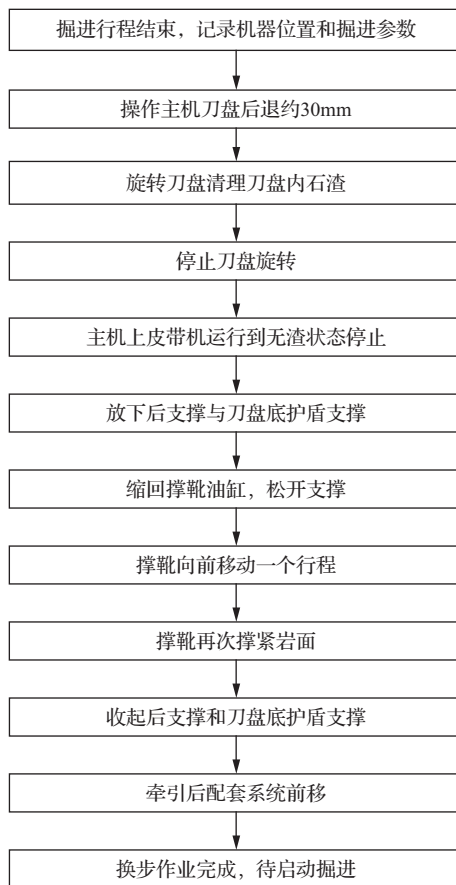 掘进行程结束，记录机器位置和掘进参数
操作主机刀盘后退约30mm
旋转刀盘清理刀盘内石渣
停止刀盘旋转
主机上皮带机运行到无渣状态停止
放下后支撑与刀盘底护盾支撑
缩回撑靴油缸，松开支撑
撑靴向前移动一个行程
撑靴再次撑紧岩面
收起后支撑和刀盘底护盾支撑
牵引后配套系统前移
换步作业完成，待启动掘进